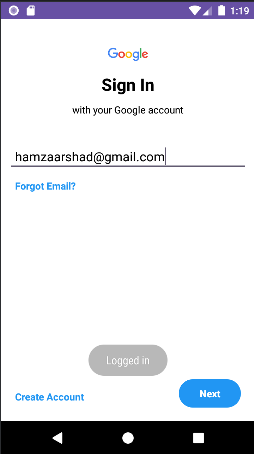 1:19
Google
Sign In
with your Google account
hamzaarshad@gmail.com
Forgot Email?
Logged in
Next
Create Account